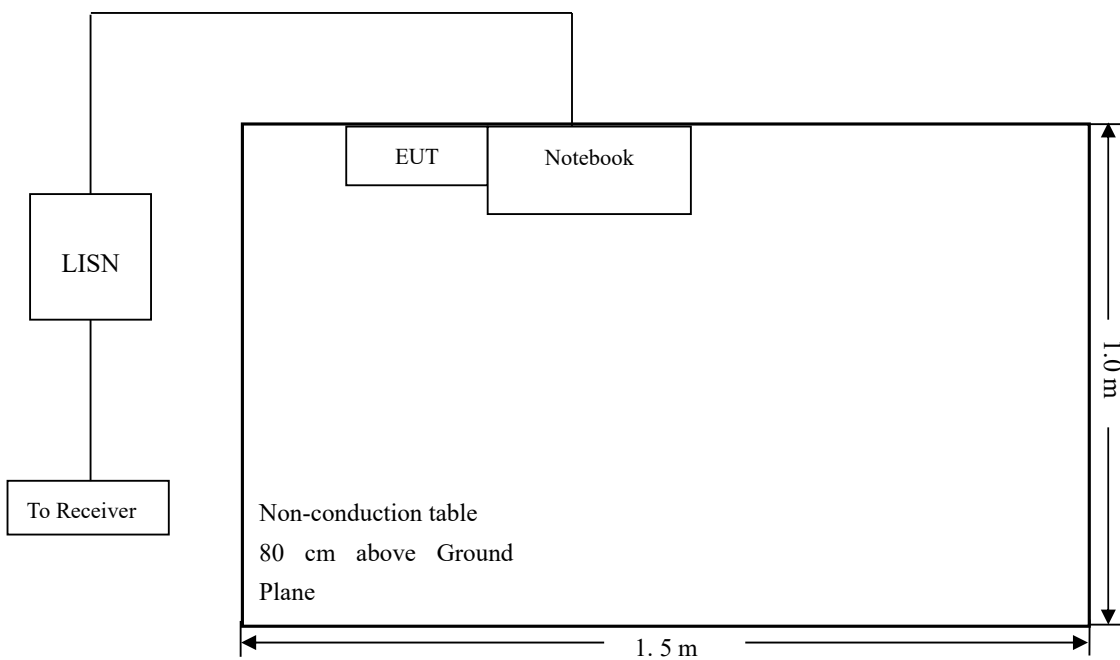 EUT
Notebook
LISN
1.0 m
To Receiver
Non-conduction table
80 cm above Ground
Plane
1. 5 m